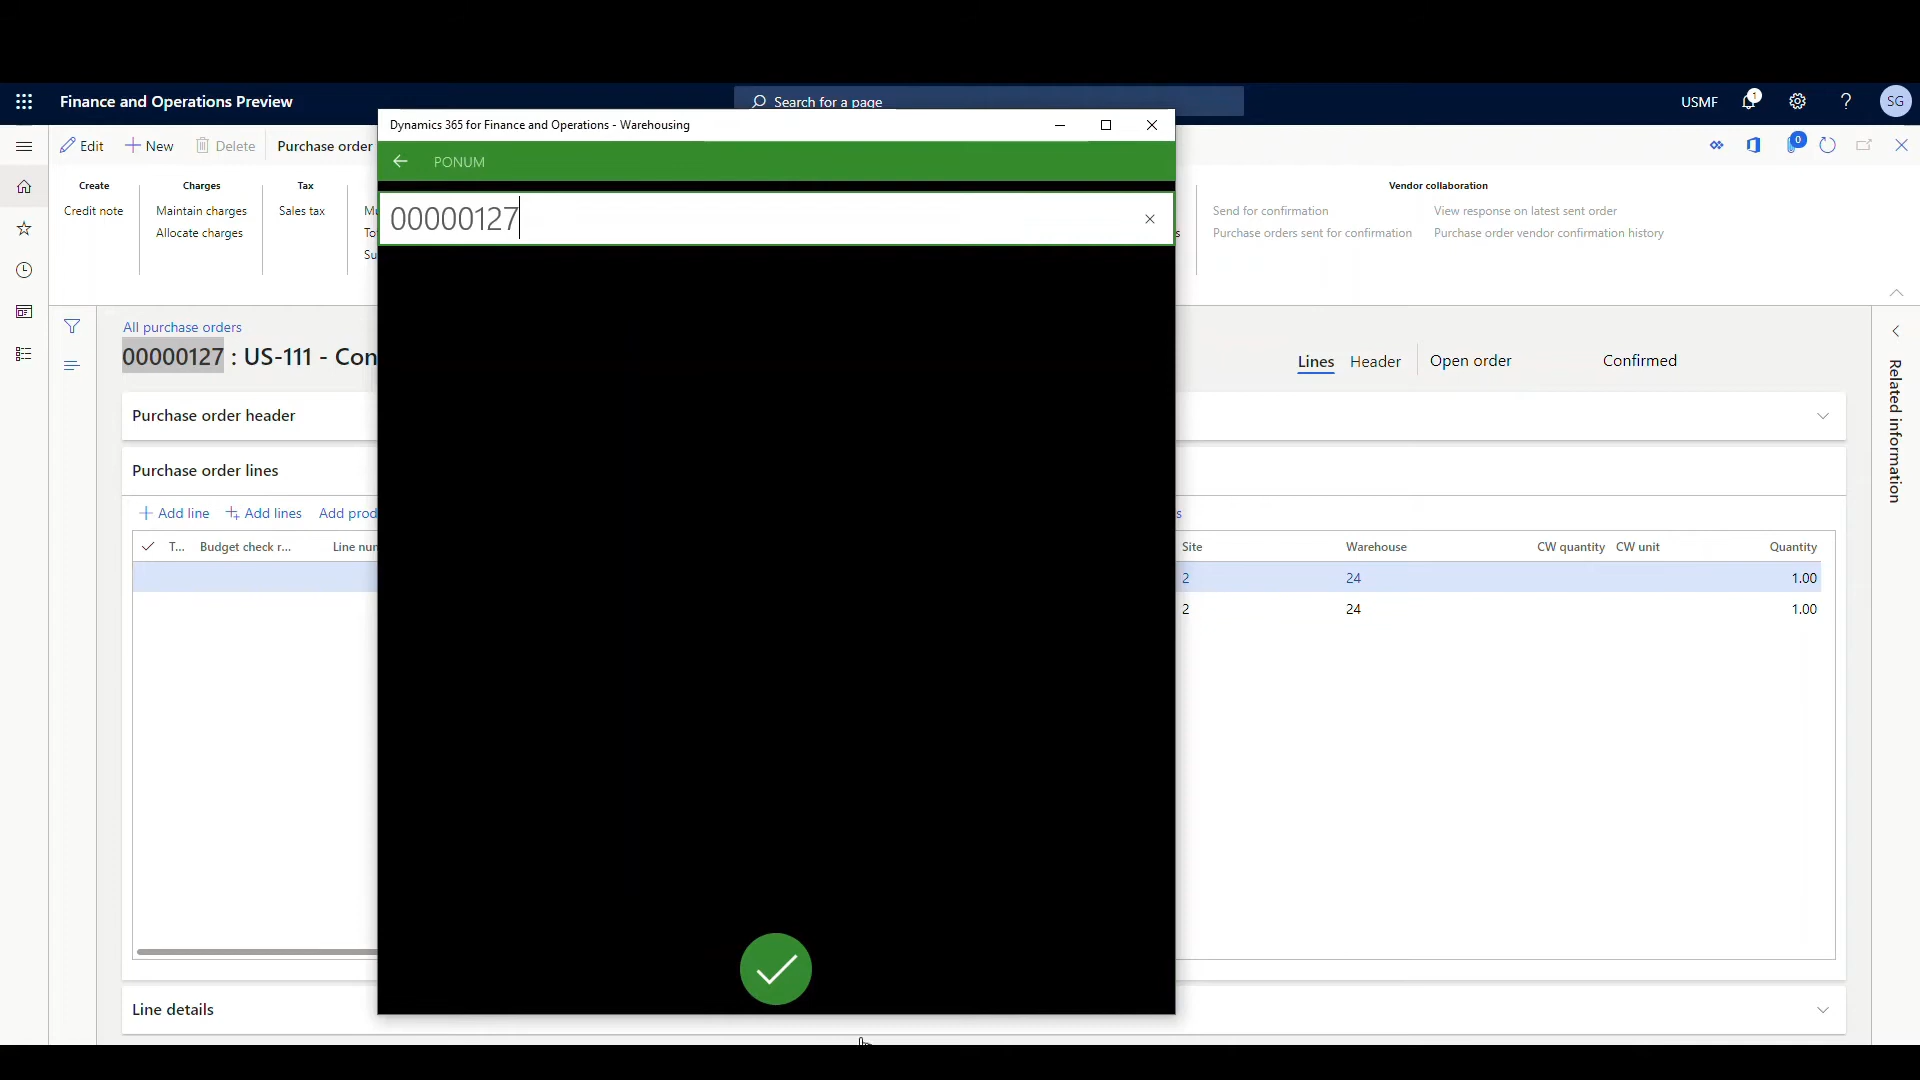 Finance and Operations Preview
Search for a page
USMF
1
?
SG
Dynamics 365 for Finance and Operations - Warehousing
Edit
New
Delete
Purchase order
0
PONUM
Create
Charges
Tax
Vendor collaboration
Credit note
Maintain charges
Sales tax
Send for confirmation
View response on latest sent order
Allocate charges
Purchase orders sent for confirmation
Purchase order vendor confirmation history
00000127
All purchase orders
00000127 : US-111 - Con
Lines
Header
Open order
Confirmed
Related information
Purchase order header
Purchase order lines
Add line
Add lines
Add prod
T...
Budget check r...
Line num
Site
Warehouse
CW quantity
CW unit
Quantity
2
24
1.00
2
24
1.00
Line details